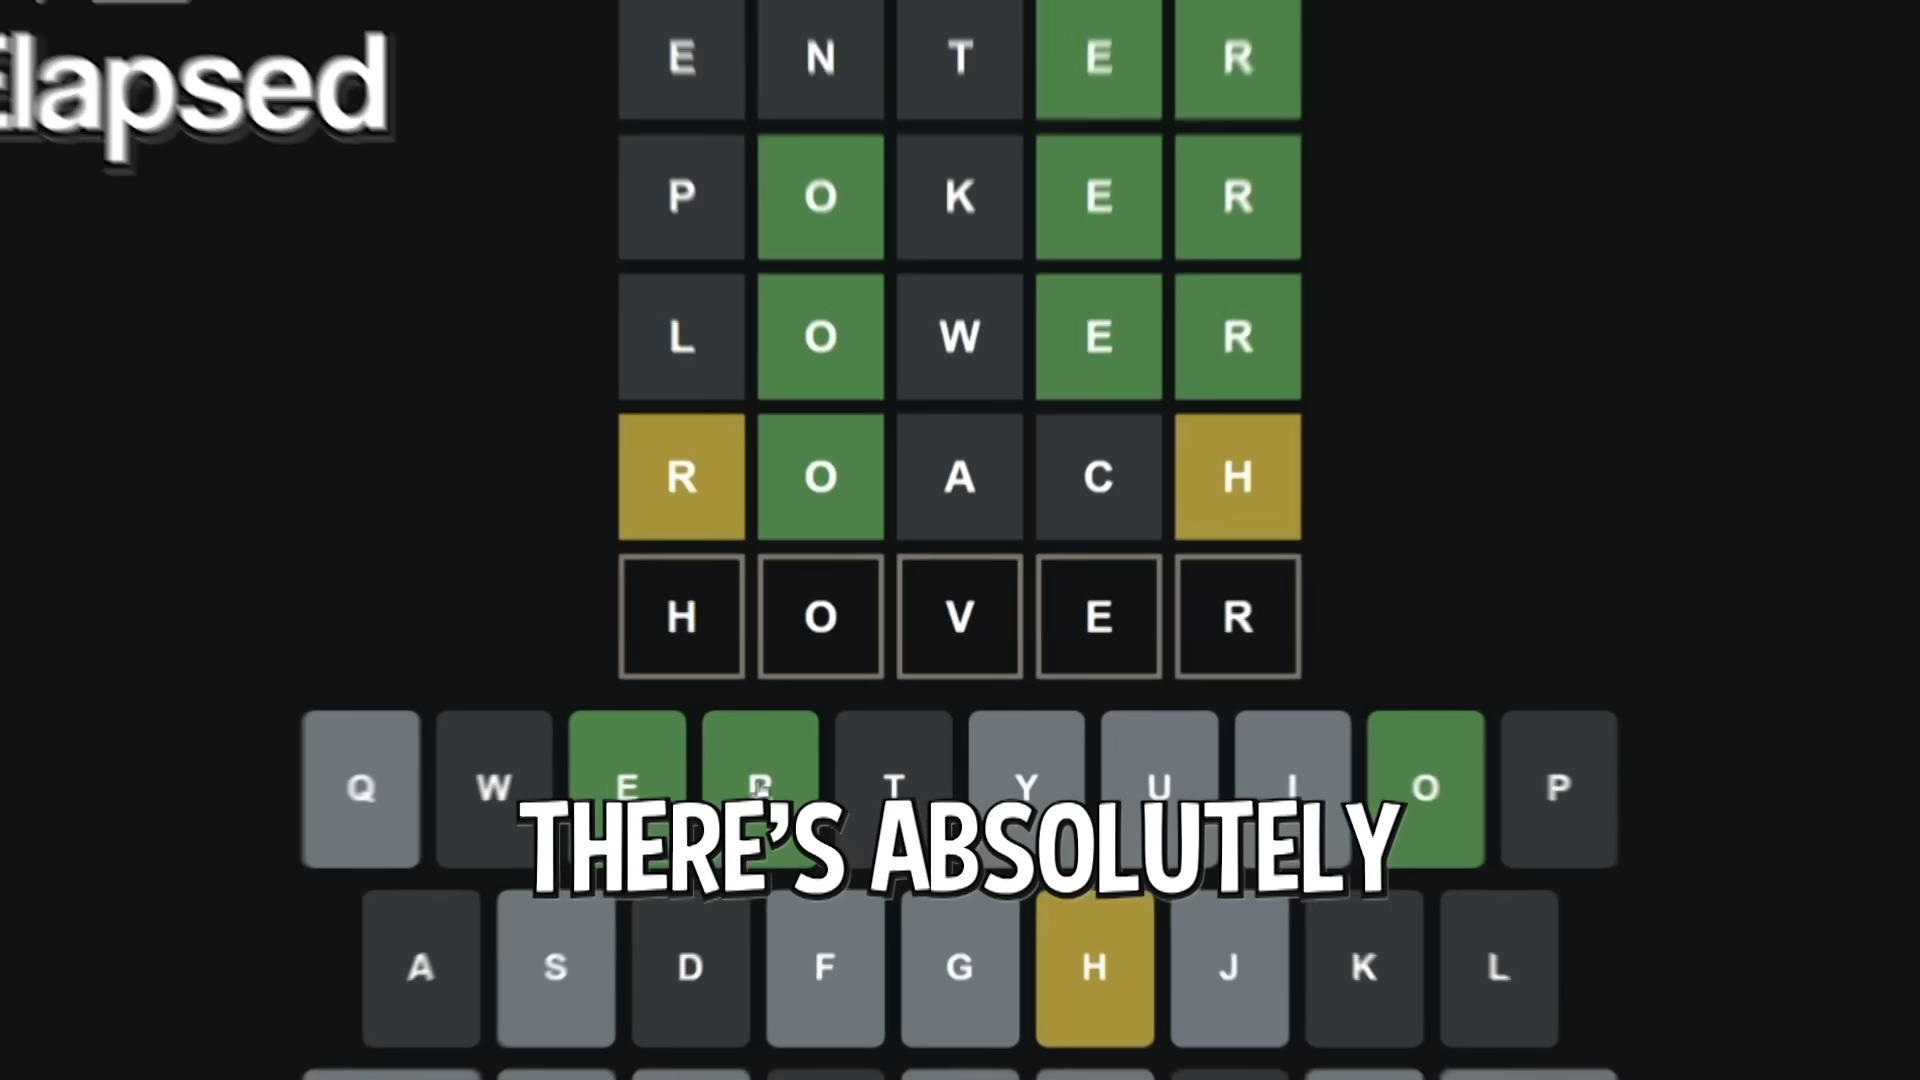 Elapsed
E N T E R
P O K E R
L O W E R
R O A C H
H O V E R
Q W E R T Y U I O P
THERE'S ABSOLUTELY
A S D F G H J K L